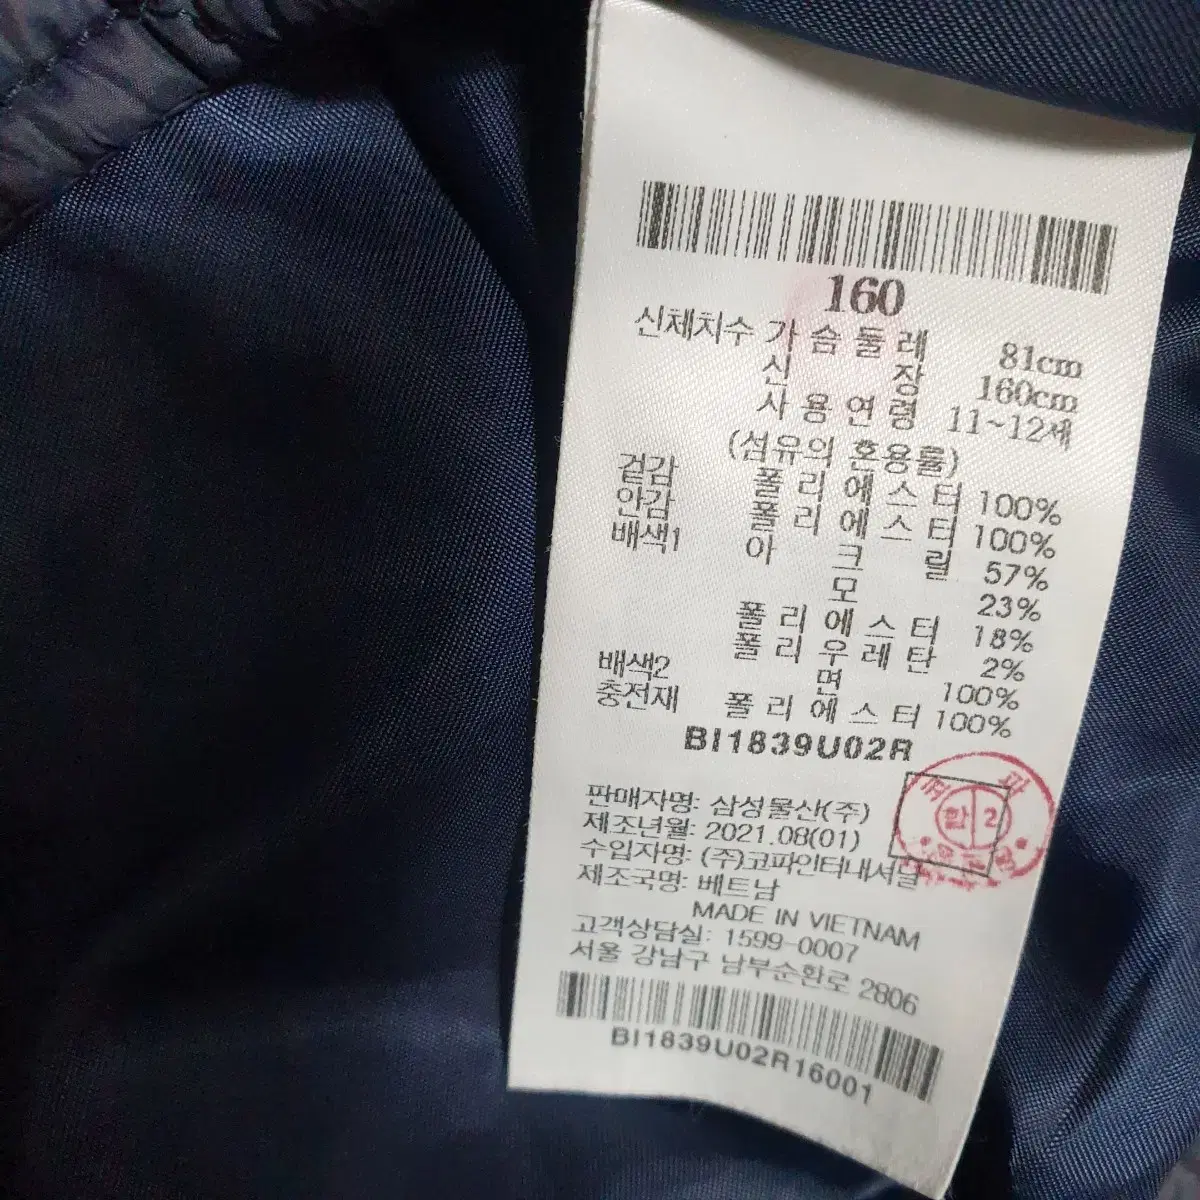 160
신체치수 가슴둘레 81cm
신장 160cm
사용연령 11~12세
(섬유의 혼용률)
겉감 폴리에스터 100%
안감 폴리에스터 100%
배색1 아크릴 57%
모 23%
폴리에스터 18%
폴리우레탄 2%
배색2 면 100%
충전재 폴리에스터 100%
BI1839U02R
판매자명: 삼성물산(주)
제조년월: 2021.08(01)
수입자명: (주)코파인터내셔날
제조국명: 베트남
MADE IN VIETNAM
고객상담실: 1599-0007
서울 강남구 남부순환로 2806
BI1839U02R16001
코 파
합 2